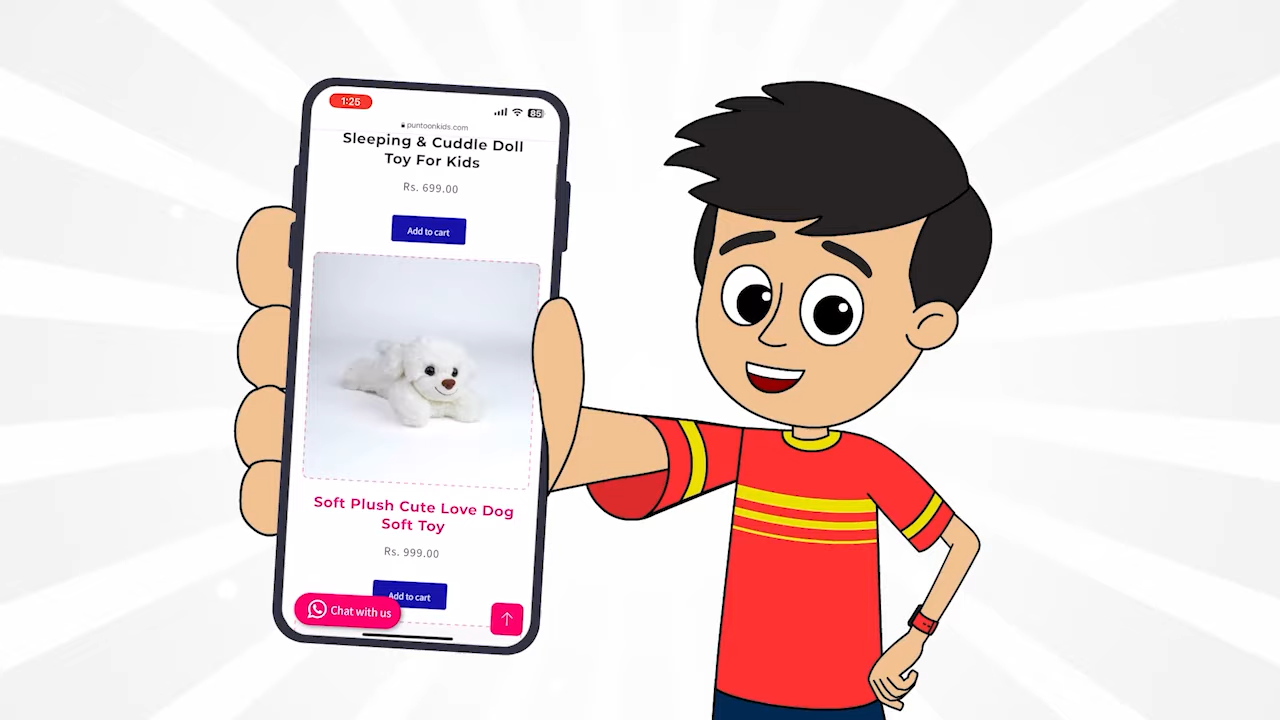 1:25
85
puntoonkids.com
Sleeping & Cuddle Doll
Toy For Kids
Rs. 699.00
Add to cart
Soft Plush Cute Love Dog
Soft Toy
Rs. 999.00
Add to cart
Chat with us